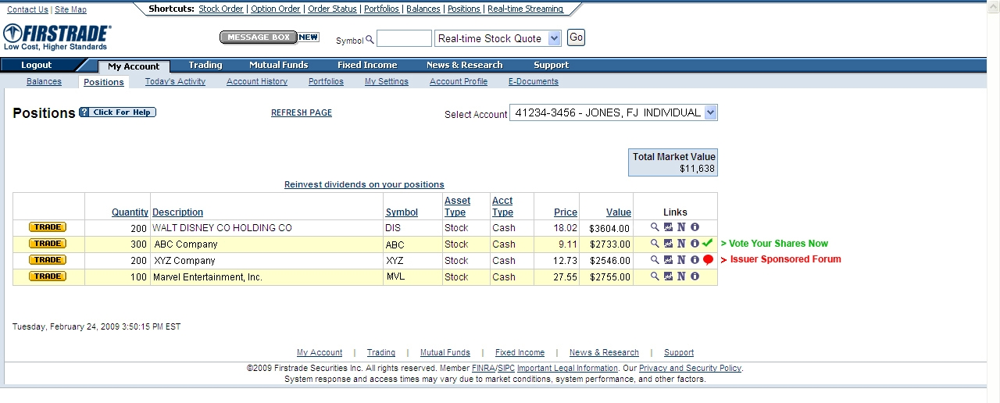 Contact Us | Site Map
Shortcuts: Stock Order | Option Order | Order Status | Portfolios | Balances | Positions | Real-time Streaming
FIRSTRADE®
Low Cost, Higher Standards
MESSAGE BOX NEW
Symbol
Real-time Stock Quote
Go
Logout My Account Trading Mutual Funds Fixed Income News & Research Support
Balances Positions Today's Activity Account History Portfolios My Settings Account Profile E-Documents
Positions ? Click For Help
REFRESH PAGE
Select Account 41234-3456 - JONES, FJ INDIVIDUAL
Total Market Value
$11,638
Reinvest dividends on your positions
Quantity Description Symbol Asset Type Acct Type Price Value Links
TRADE 200 WALT DISNEY CO HOLDING CO DIS Stock Cash 18.02 $3604.00 N i
TRADE 300 ABC Company ABC Stock Cash 9.11 $2733.00 N i > Vote Your Shares Now
TRADE 200 XYZ Company XYZ Stock Cash 12.73 $2546.00 N i > Issuer Sponsored Forum
TRADE 100 Marvel Entertainment, Inc. MVL Stock Cash 27.55 $2755.00 N i
Tuesday, February 24, 2009 3:50:15 PM EST
My Account | Trading | Mutual Funds | Fixed Income | News & Research | Support
©2009 Firstrade Securities Inc. All rights reserved. Member FINRA/SIPC Important Legal Information. Our Privacy and Security Policy.
System response and access times may vary due to market conditions, system performance, and other factors.